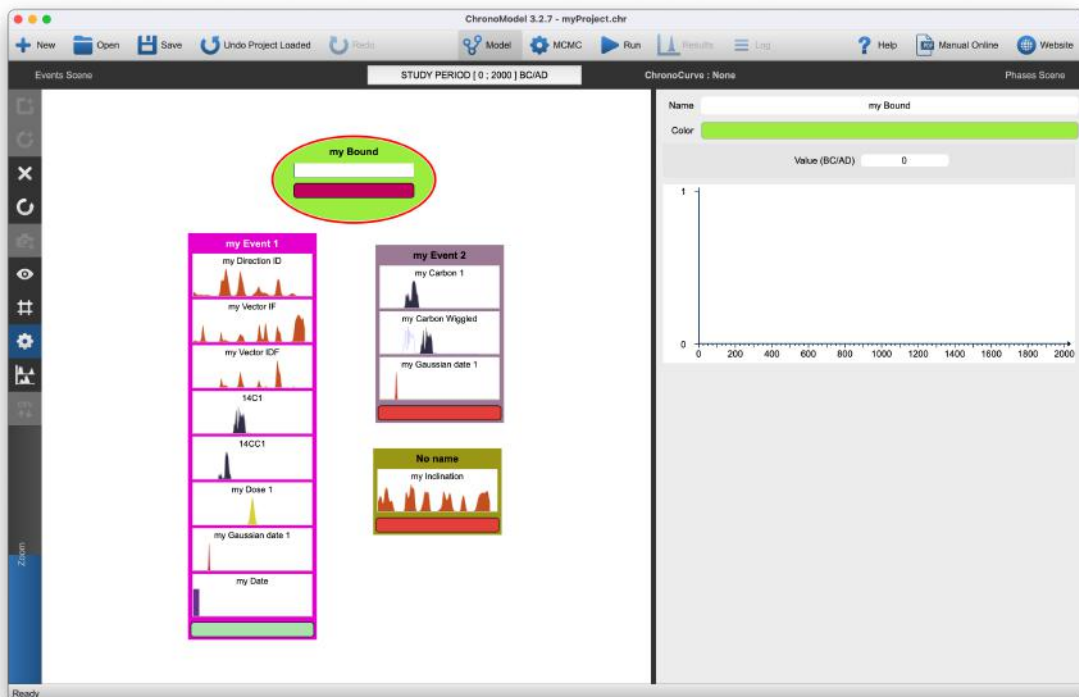 ChronoModel 3.2.7 - myProject.chr
New Open Save Undo Project Loaded Redo Model MCMC Run Results Log Help Manual Online Website
Events Scene STUDY PERIOD [ 0 ; 2000 ] BC/AD ChronoCurve : None Phases Scene
my Bound
my Event 1
my Direction ID
my Vector IF
my Vector IDF
14C1
14CC1
my Dose 1
my Gaussian date 1
my Date
my Event 2
my Carbon 1
my Carbon Wiggled
my Gaussian date 1
No name
my Inclination
Zoom
Name my Bound
Color
Value (BC/AD) 0
1
0
0 200 400 600 800 1000 1200 1400 1600 1800 2000
Ready